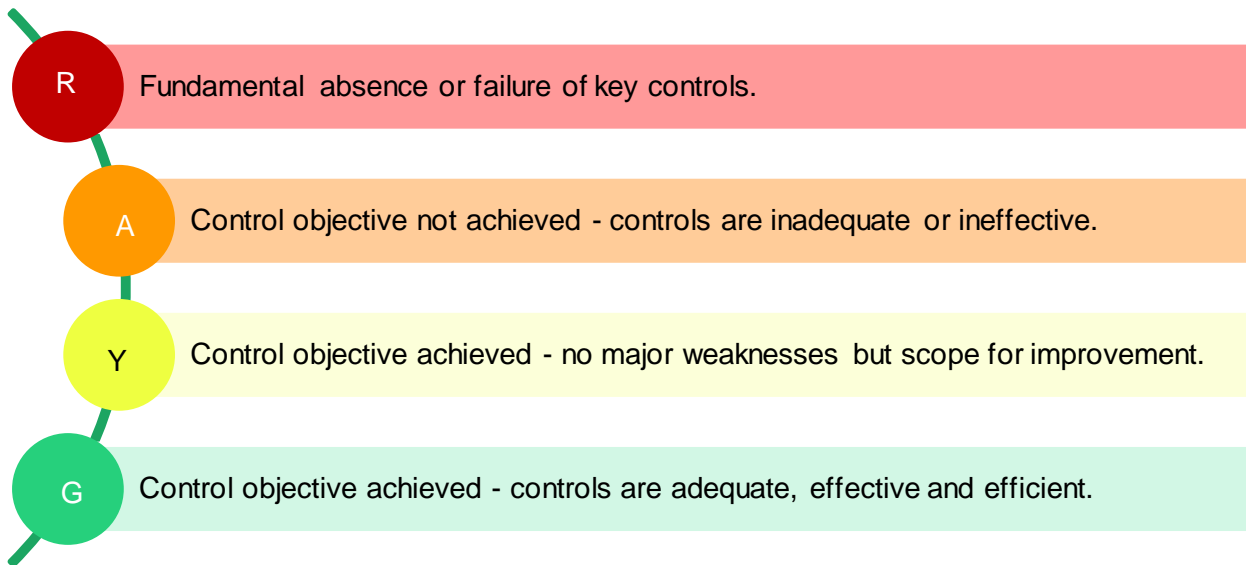 R
Fundamental absence or failure of key controls.
A
Control objective not achieved - controls are inadequate or ineffective.
Y
Control objective achieved - no major weaknesses but scope for improvement.
G
Control objective achieved - controls are adequate, effective and efficient.